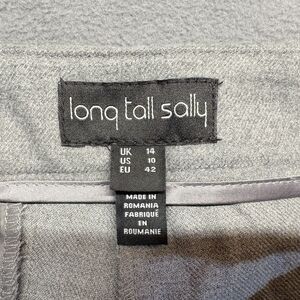 long tall sally
UK 14
US 10
EU 42
MADE IN
ROMANIA
FABRIQUÉ
EN
ROUMANIE